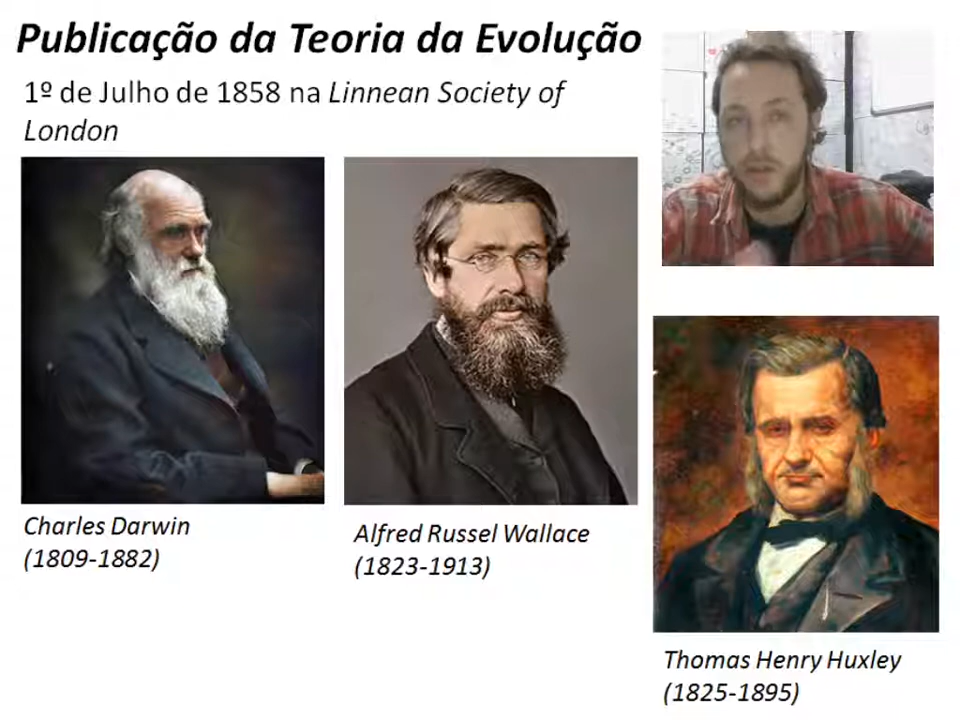 Publicação da Teoria da Evolução
1º de Julho de 1858 na Linnean Society of
London
Charles Darwin
(1809-1882)
Alfred Russel Wallace
(1823-1913)
Thomas Henry Huxley
(1825-1895)